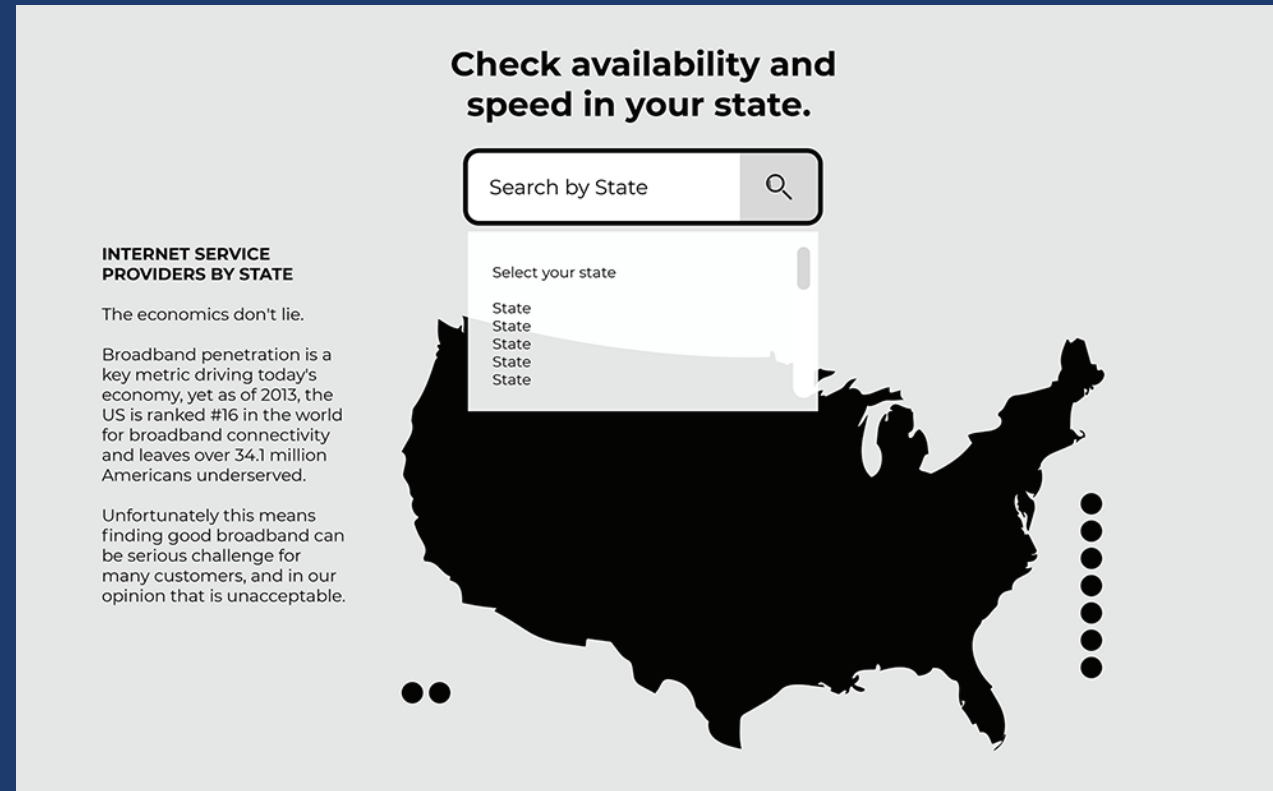 Check availability and
speed in your state.
Search by State
Select your state
State
State
State
State
State
INTERNET SERVICE
PROVIDERS BY STATE
The economics don't lie.
Broadband penetration is a
key metric driving today's
economy, yet as of 2013, the
US is ranked #16 in the world
for broadband connectivity
and leaves over 34.1 million
Americans underserved.
Unfortunately this means
finding good broadband can
be serious challenge for
many customers, and in our
opinion that is unacceptable.